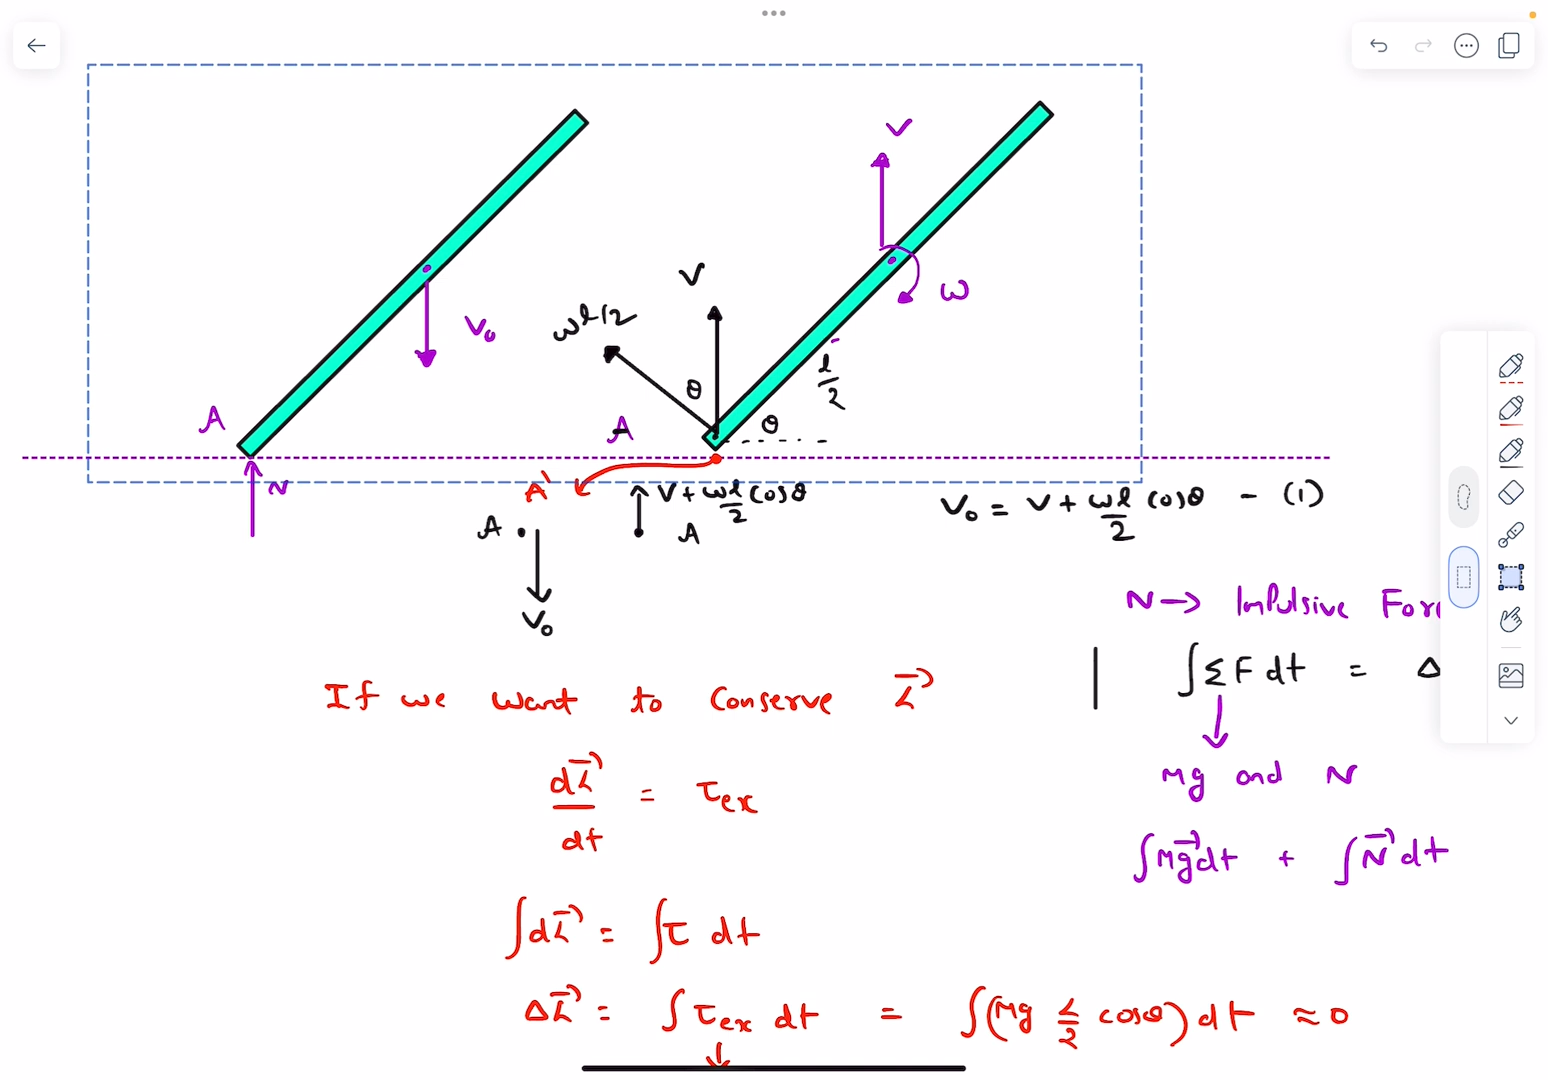 V
V
ωl/2
ω
V₀
θ
l/2
A
A
θ
N
A'
V + ωl/2 cosθ
V₀ = V + ωl/2 cosθ - (1)
A
A
V₀
N → Impulsive For
If we want to conserve L⃗
∫ΣF dt = Δ
dL⃗/dt = τex
Mg and N
∫Mg⃗dt + ∫N⃗dt
∫dL⃗ = ∫τ dt
ΔL⃗ = ∫τex dt = ∫(Mg L/2 cosθ)dt ≈ 0